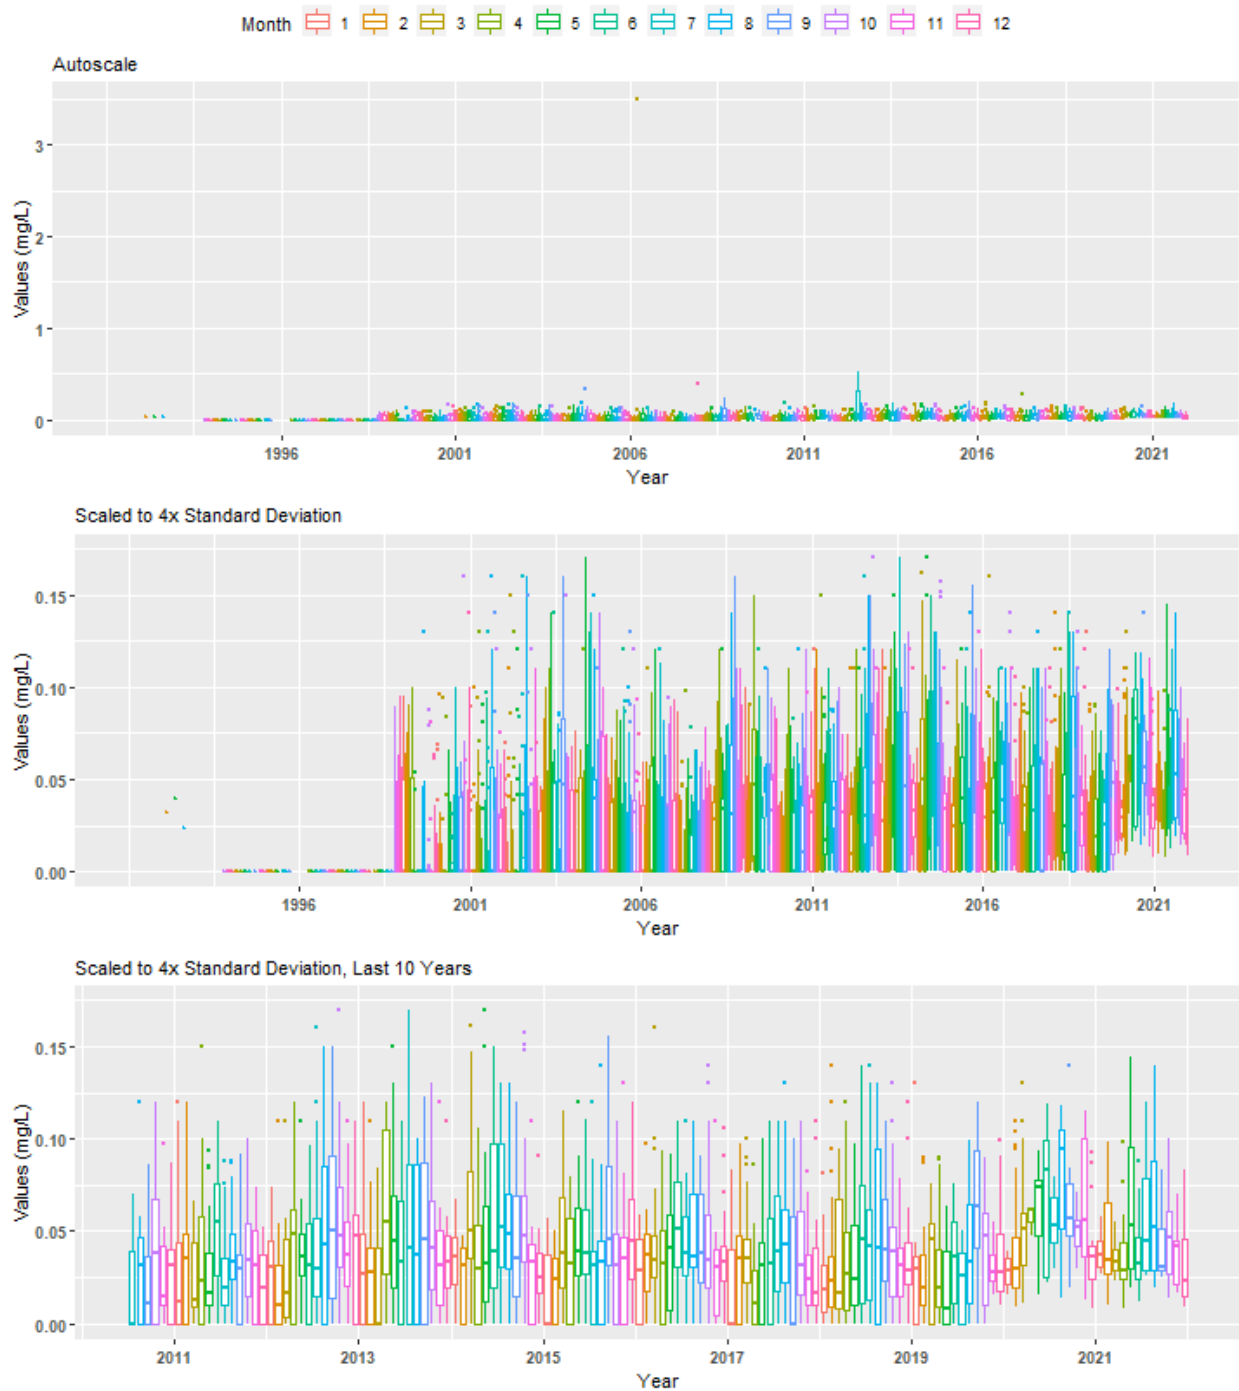 Month 1 2 3 4 5 6 7 8 9 10 11 12
Autoscale
Values (mg/L)
3
2
1
0
1996 2001 2006 2011 2016 2021
Year
Scaled to 4x Standard Deviation
Values (mg/L)
0.15
0.10
0.05
0.00
1996 2001 2006 2011 2016 2021
Year
Scaled to 4x Standard Deviation, Last 10 Years
Values (mg/L)
0.15
0.10
0.05
0.00
2011 2013 2015 2017 2019 2021
Year